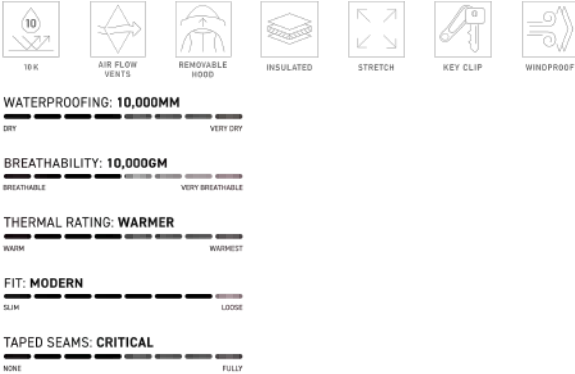 10
10K
AIR FLOW
VENTS
REMOVABLE
HOOD
INSULATED
STRETCH
KEY CLIP
WINDPROOF
WATERPROOFING: 10,000MM
DRY VERY DRY
BREATHABILITY: 10,000GM
BREATHABLE VERY BREATHABLE
THERMAL RATING: WARMER
WARM WARMEST
FIT: MODERN
SLIM LOOSE
TAPED SEAMS: CRITICAL
NONE FULLY